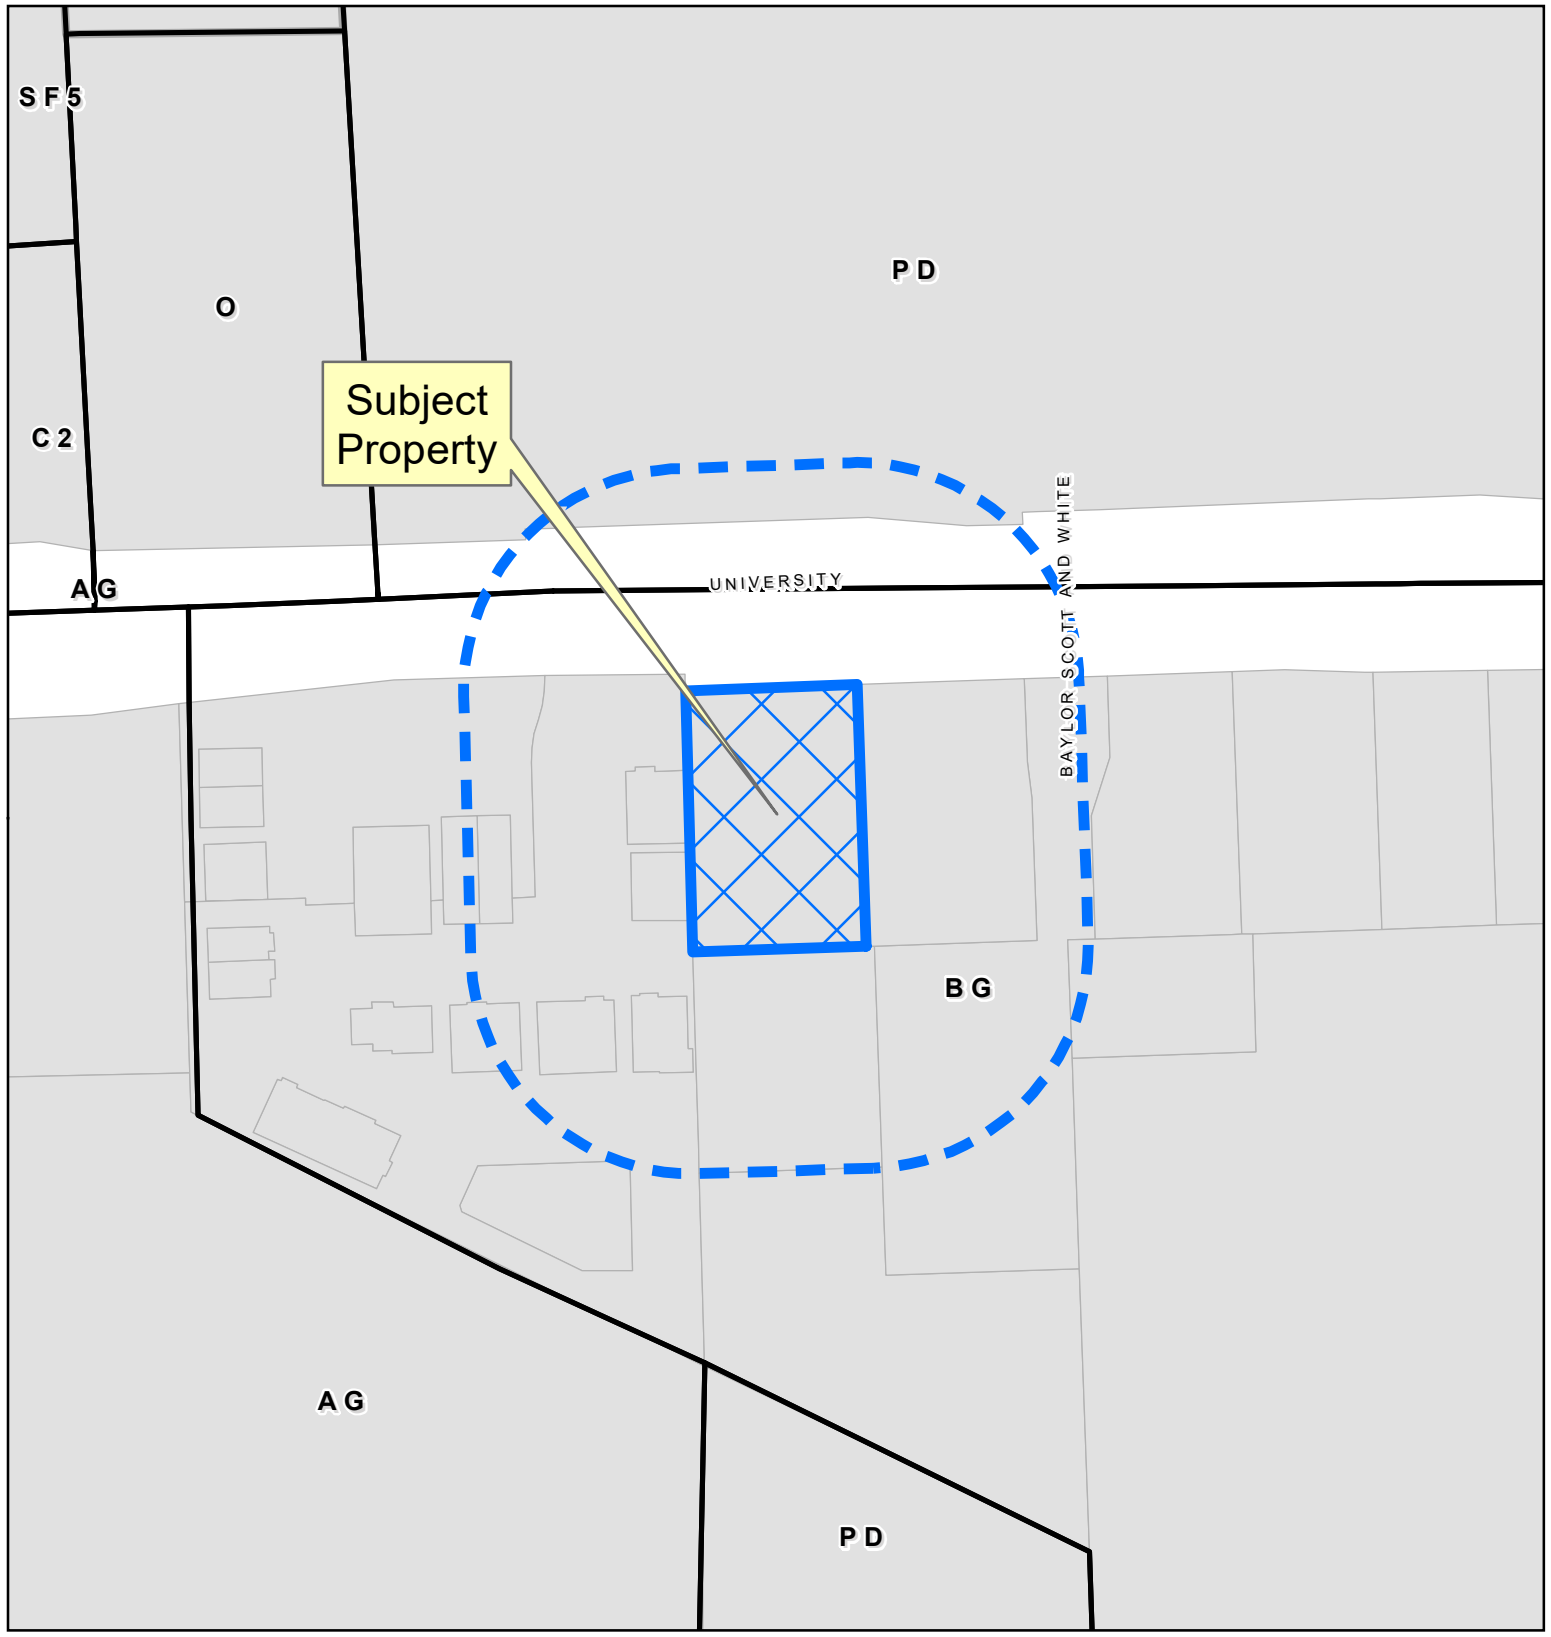 SF5
PD
O
Subject
Property
C2
BAYLOR SCOTT AND WHITE
UNIVERSITY
AG
BG
AG
PD